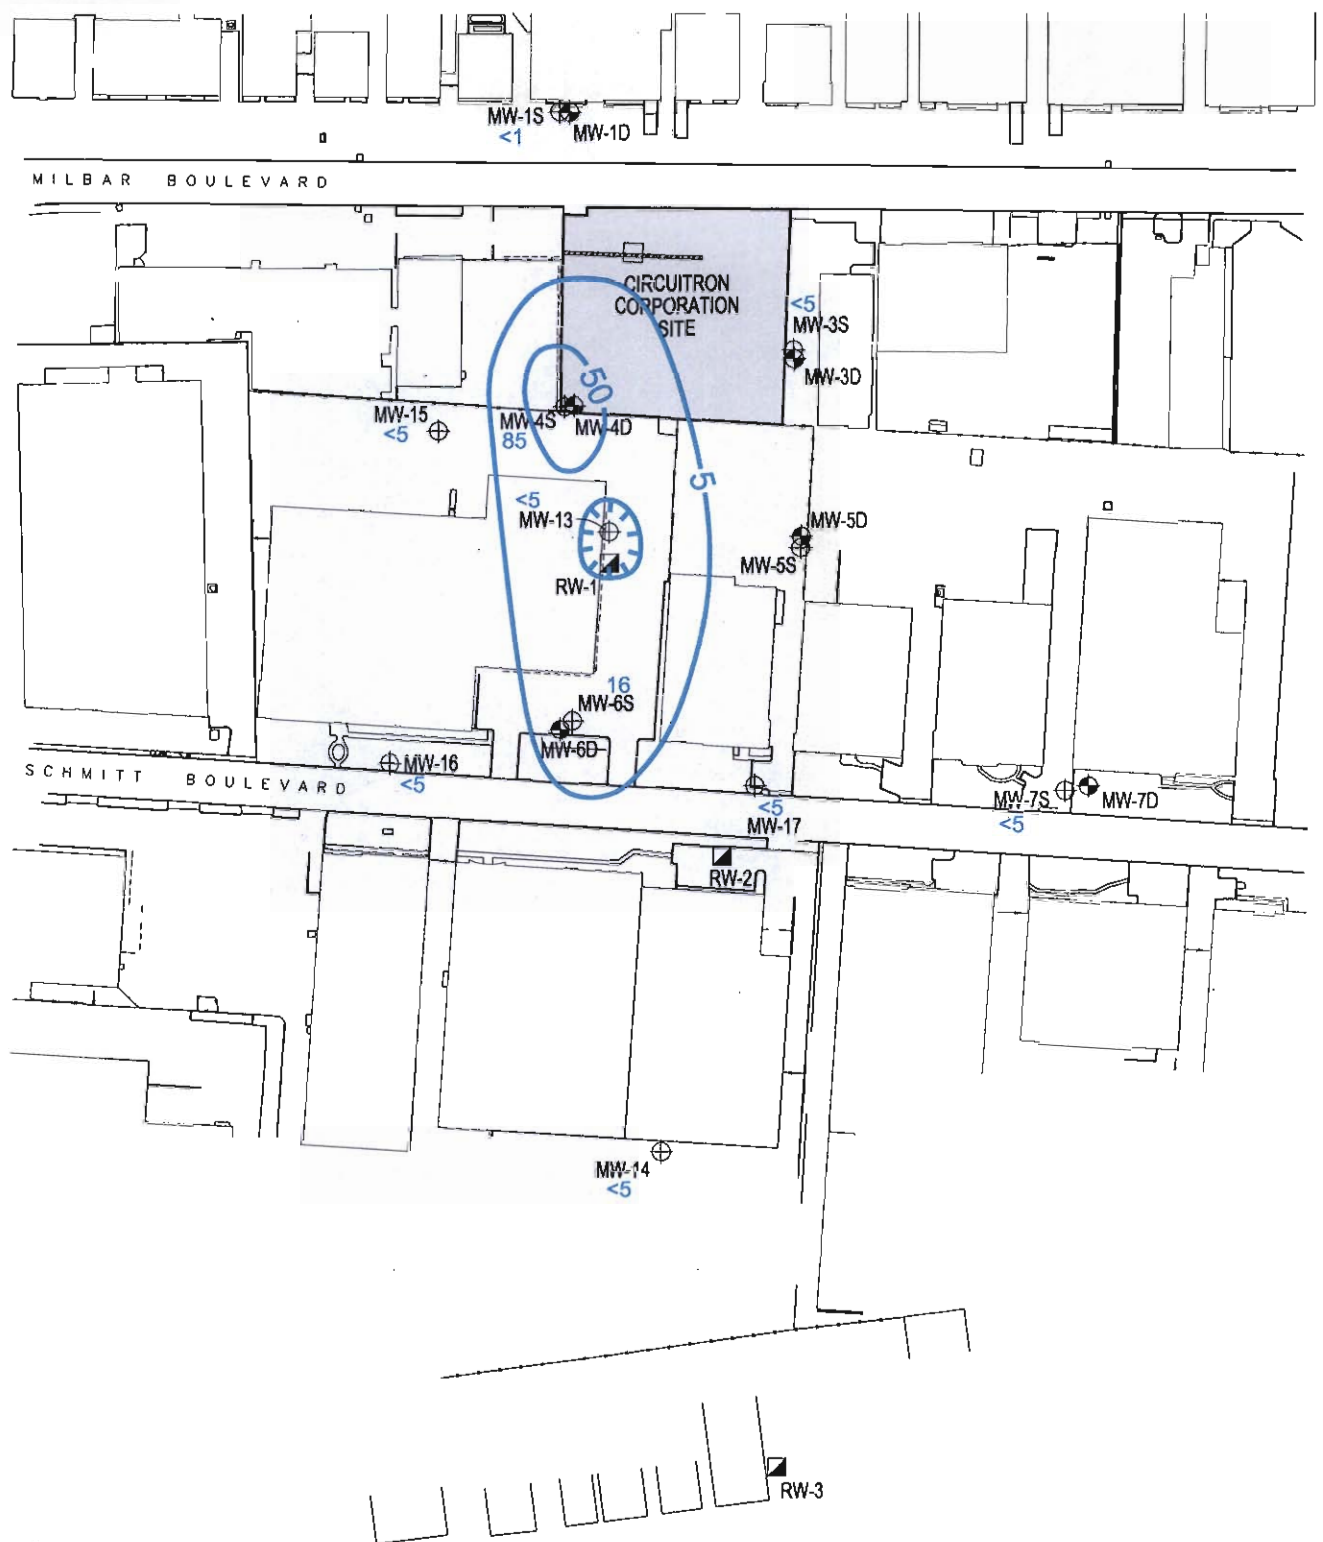 MW-1S
<1
MW-1D
MILBAR BOULEVARD
CIRCUITRON
CORPORATION
SITE
<5
MW-3S
MW-3D
50
MW-15
<5
MW-4S
85
MW-4D
5
<5
MW-13
RW-1
MW-5D
MW-5S
16
MW-6S
MW-6D
MW-16
<5
SCHMITT BOULEVARD
<5
MW-17
MW-7S
<5
MW-7D
RW-2
MW-14
<5
RW-3